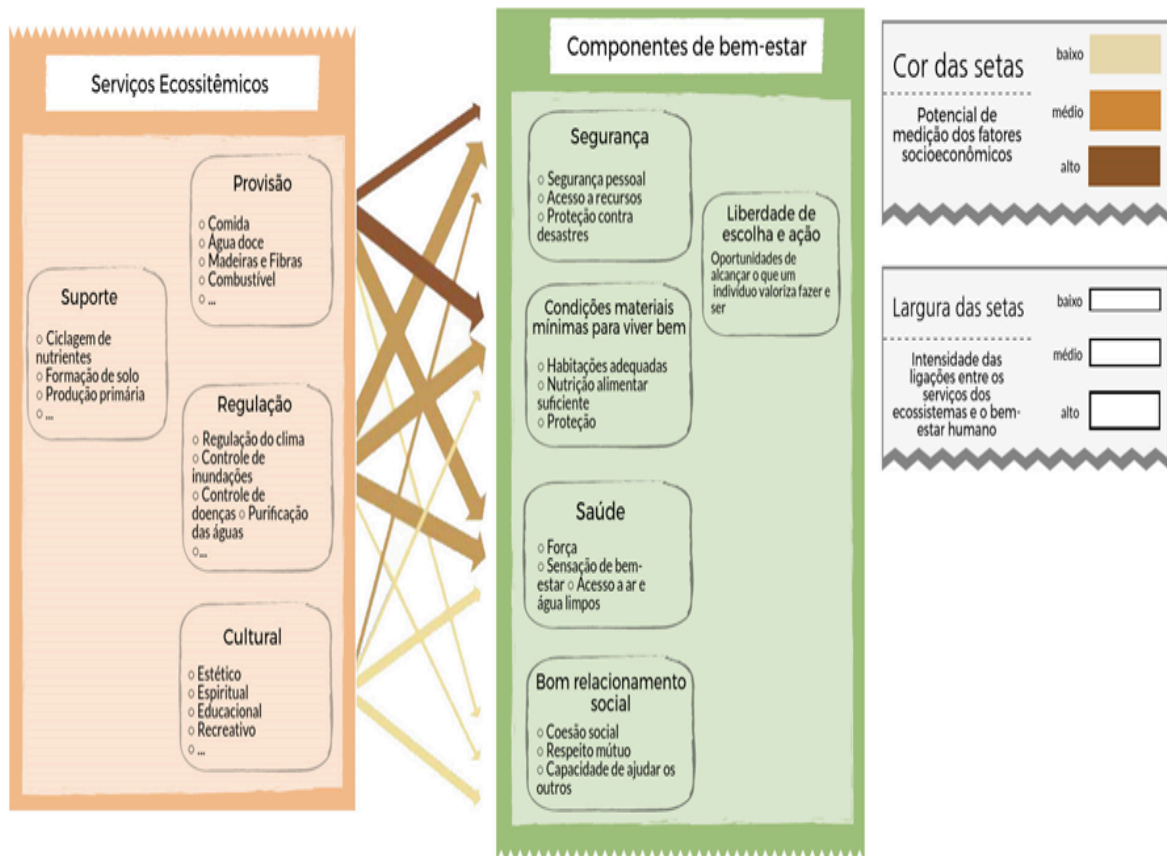 Serviços Ecossitêmicos
Suporte
○ Ciclagem de
nutrientes
○ Formação de solo
○ Produção primária
○ ...
Provisão
○ Comida
○ Água doce
○ Madeiras e Fibras
○ Combustível
○ ...
Regulação
○ Regulação do clima
○ Controle de
inundações
○ Controle de
doenças ○ Purificação
das águas
○...
Cultural
○ Estético
○ Espiritual
○ Educacional
○ Recreativo
○ ...
Componentes de bem-estar
Segurança
○ Segurança pessoal
○ Acesso a recursos
○ Proteção contra
desastres
Condições materiais
mínimas para viver bem
○ Habitações adequadas
○ Nutrição alimentar
suficiente
○ Proteção
Saúde
○ Força
○ Sensação de bem-
estar ○ Acesso a ar e
água limpos
Bom relacionamento
social
○ Coesão social
○ Respeito mútuo
○ Capacidade de ajudar os
outros
Liberdade de
escolha e ação
Oportunidades de
alcançar o que um
individuo valoriza fazer e
ser
Cor das setas
Potencial de
medição dos fatores
socioeconômicos
baixo
médio
alto
Largura das setas
Intensidade das
ligações entre os
serviços dos
ecossistemas e o bem-
estar humano
baixo
médio
alto